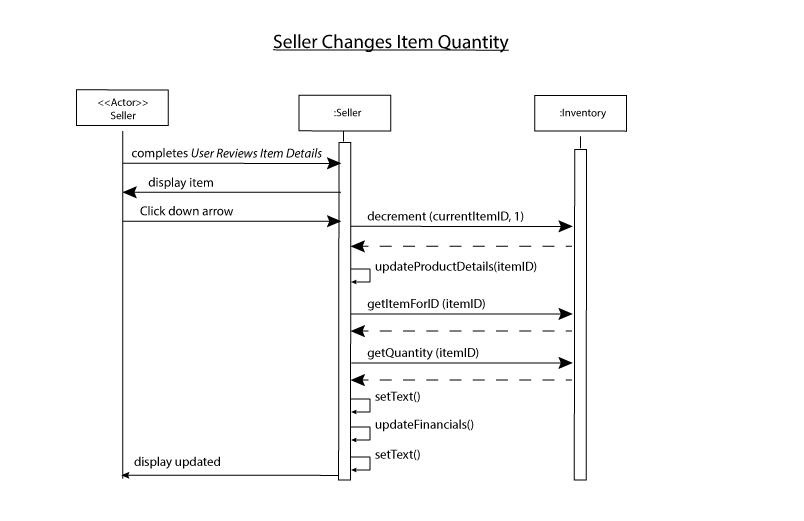 Seller Changes Item Quantity
<<Actor>>
Seller
:Seller
:Inventory
completes User Reviews Item Details
display item
Click down arrow
decrement (currentItemID, 1)
updateProductDetails(itemID)
getItemForID (itemID)
getQuantity (itemID)
setText()
updateFinancials()
setText()
display updated